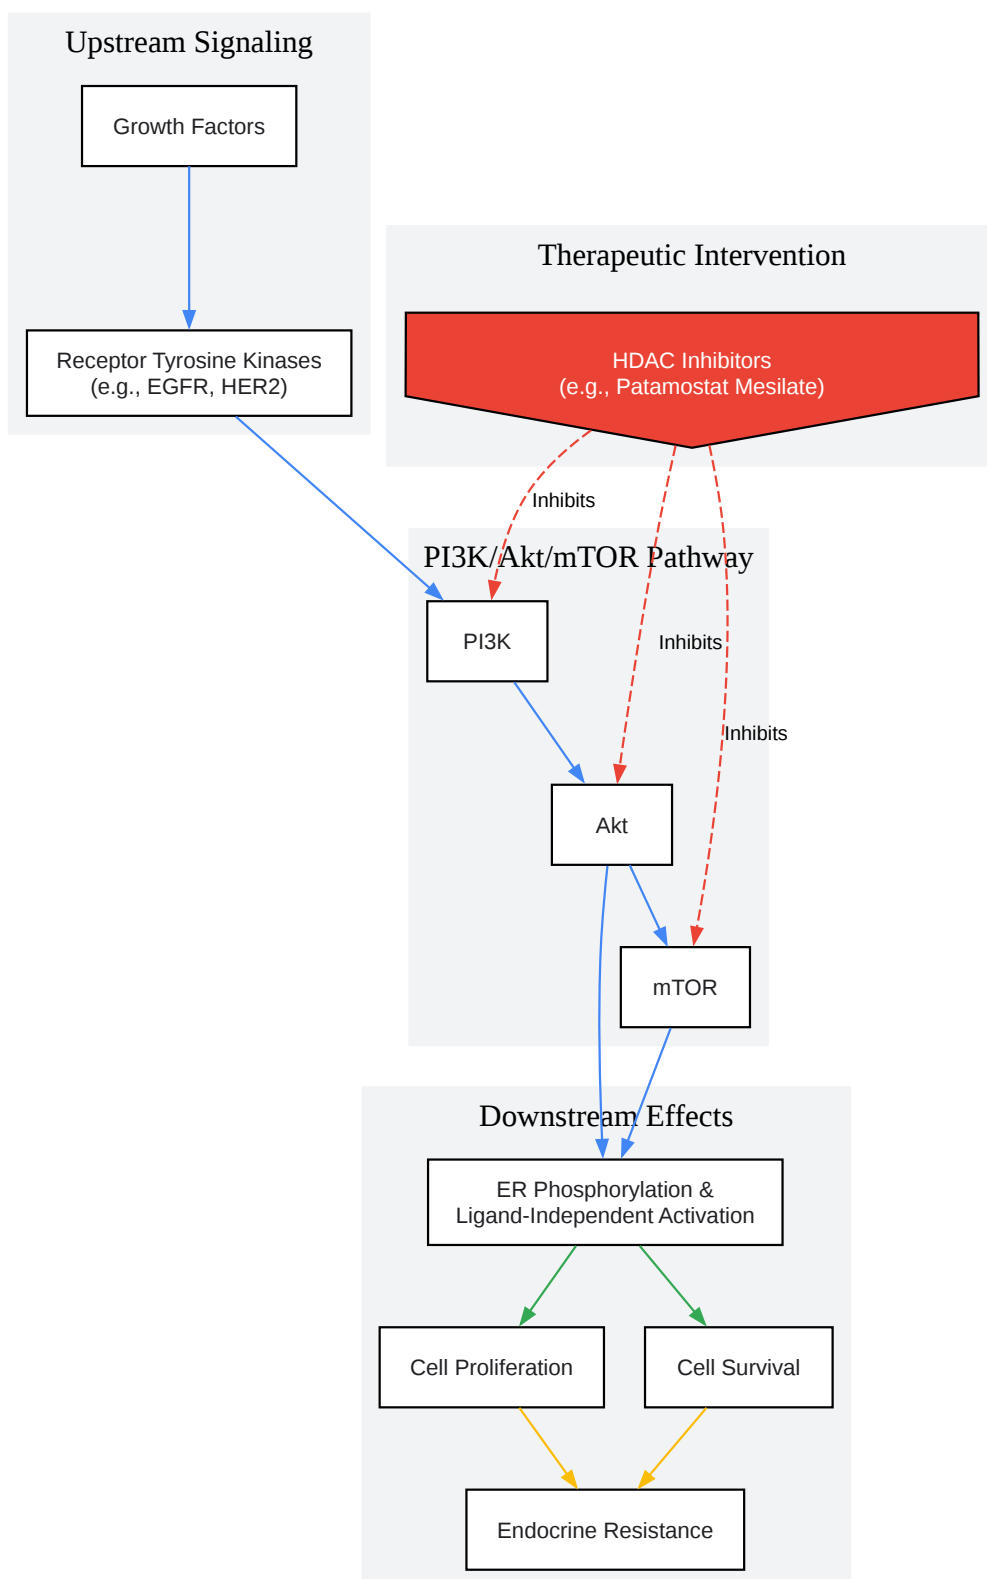 Upstream Signaling
Growth Factors
Receptor Tyrosine Kinases
(e.g., EGFR, HER2)
Therapeutic Intervention
HDAC Inhibitors
(e.g., Patamostat Mesilate)
Inhibits
PI3K/Akt/mTOR Pathway
PI3K
Inhibits
Inhibits
Akt
mTOR
Downstream Effects
ER Phosphorylation &
Ligand-Independent Activation
Cell Proliferation
Cell Survival
Endocrine Resistance